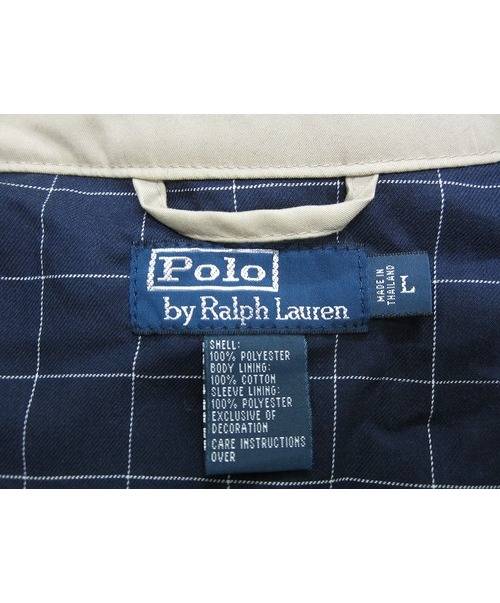 Polo
by Ralph Lauren
MADE IN
THAILAND
L
SHELL:
100% POLYESTER
BODY LINING:
100% COTTON
SLEEVE LINING:
100% POLYESTER
EXCLUSIVE OF
DECORATION
CARE INSTRUCTIONS
OVER